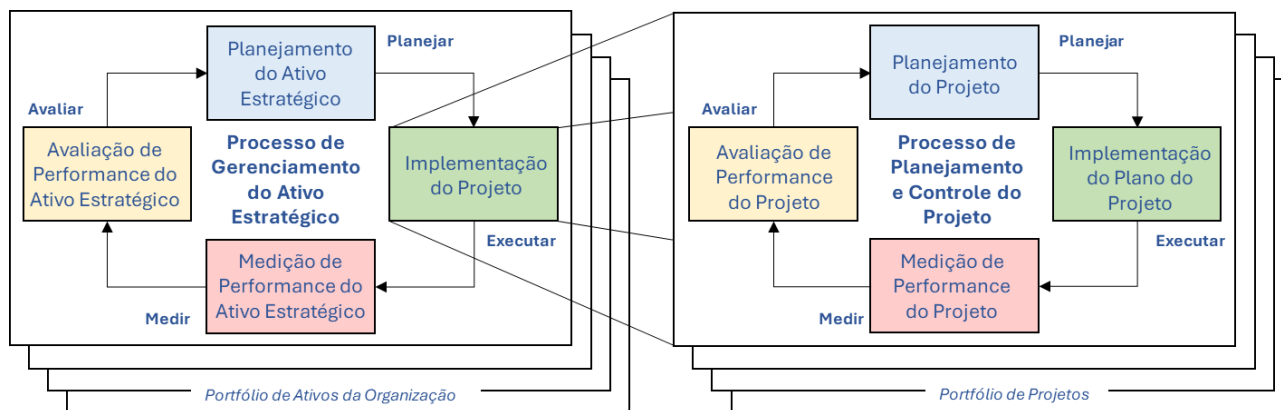 Planejar
Planejamento
do Ativo
Estratégico
Avaliar
Avaliação de
Performance do
Ativo Estratégico
Processo de
Gerenciamento
do Ativo
Estratégico
Implementação
do Projeto
Executar
Medição de
Performance do
Ativo Estratégico
Medir
Portfólio de Ativos da Organização
Planejar
Planejamento
do Projeto
Avaliar
Avaliação de
Performance
do Projeto
Processo de
Planejamento
e Controle do
Projeto
Implementação
do Plano do
Projeto
Executar
Medição de
Performance
do Projeto
Medir
Portfólio de Projetos